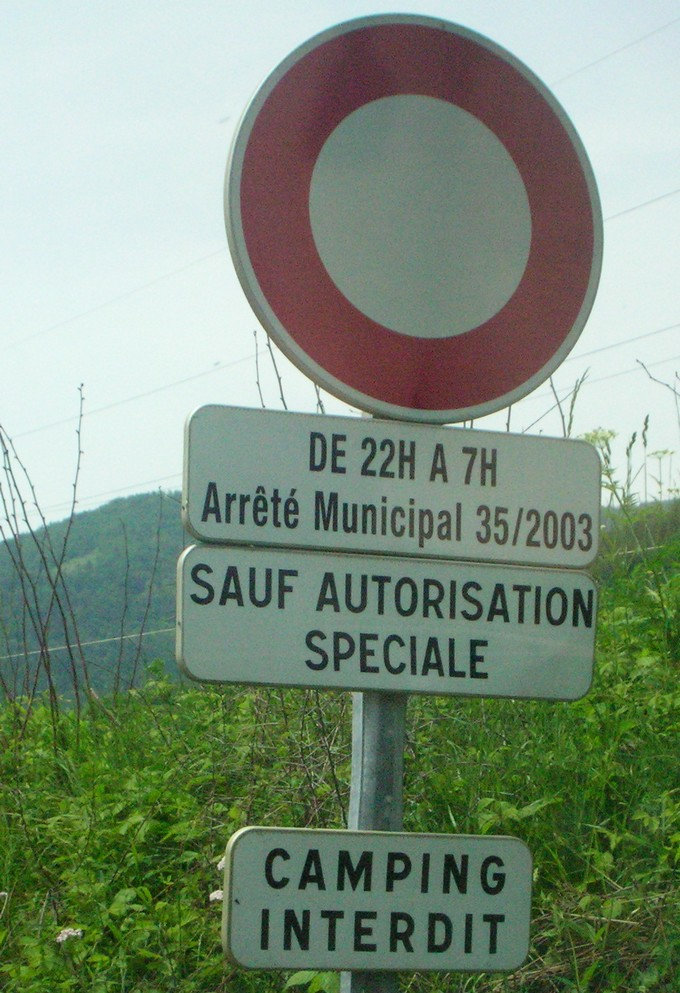 DE 22H A 7H
Arrêté Municipal 35/2003
SAUF AUTORISATION
SPECIALE
CAMPING
INTERDIT